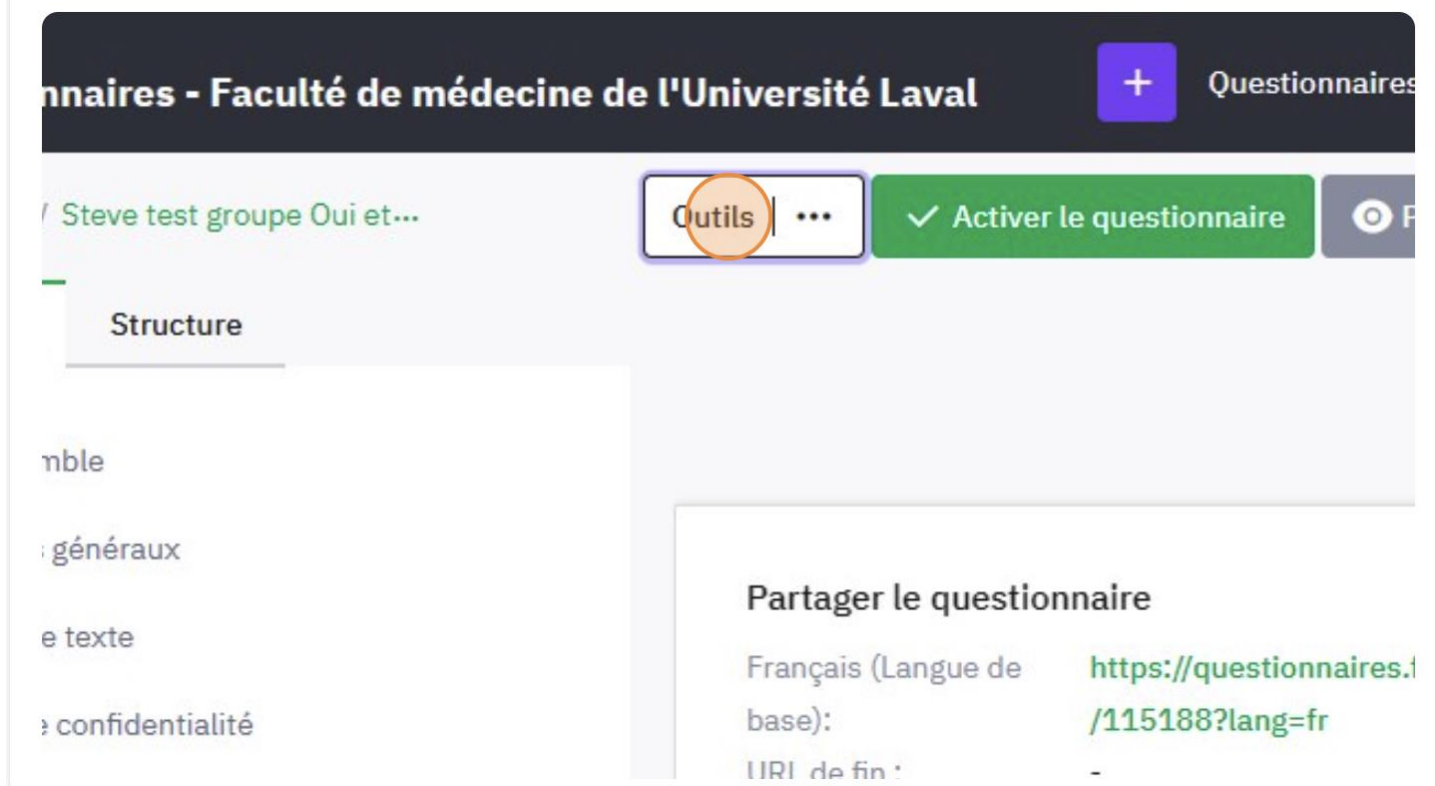 nnaires - Faculté de médecine de l'Université Laval
+ Questionnaires
/ Steve test groupe Oui et...
Outils | ...
Activer le questionnaire
P
Structure
mble
s généraux
e texte
e confidentialité
Partager le questionnaire
Français (Langue de base):
https://questionnaires.f
/115188?lang=fr
URL de fin :
-